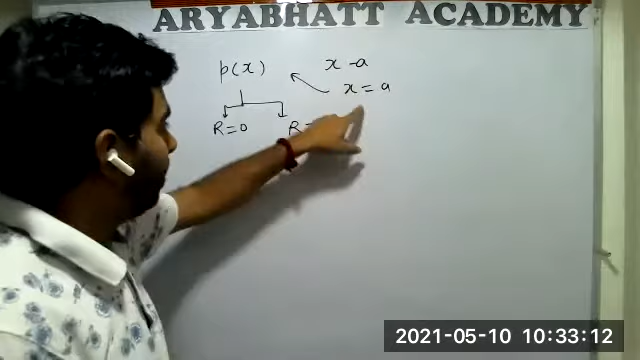 ARYABHATT ACADEMY
p(x) x - a
x = a
R = 0 R =
2021-05-10 10:33:12